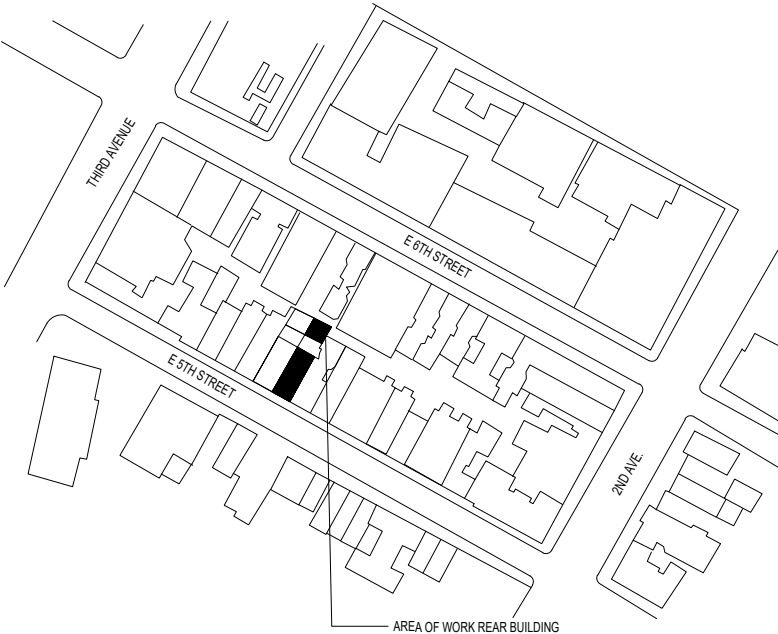 THIRD AVENUE
E 6TH STREET
E 5TH STREET
2ND AVE.
AREA OF WORK REAR BUILDING